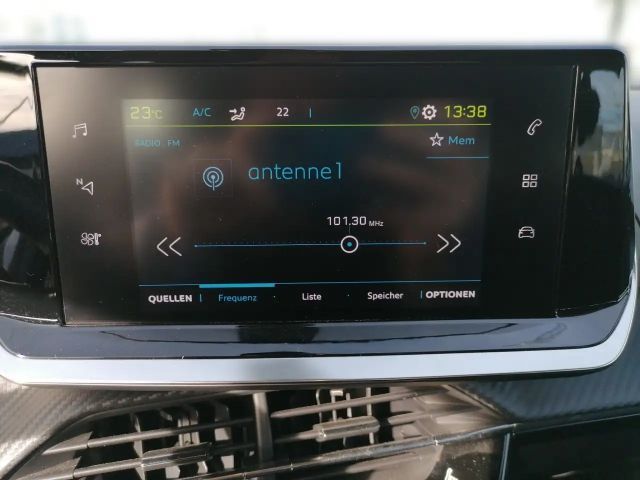 23°C A/C 22 13:38
RADIO FM
Mem
antenne1
N
101.30 MHz
QUELLEN Frequenz Liste Speicher OPTIONEN